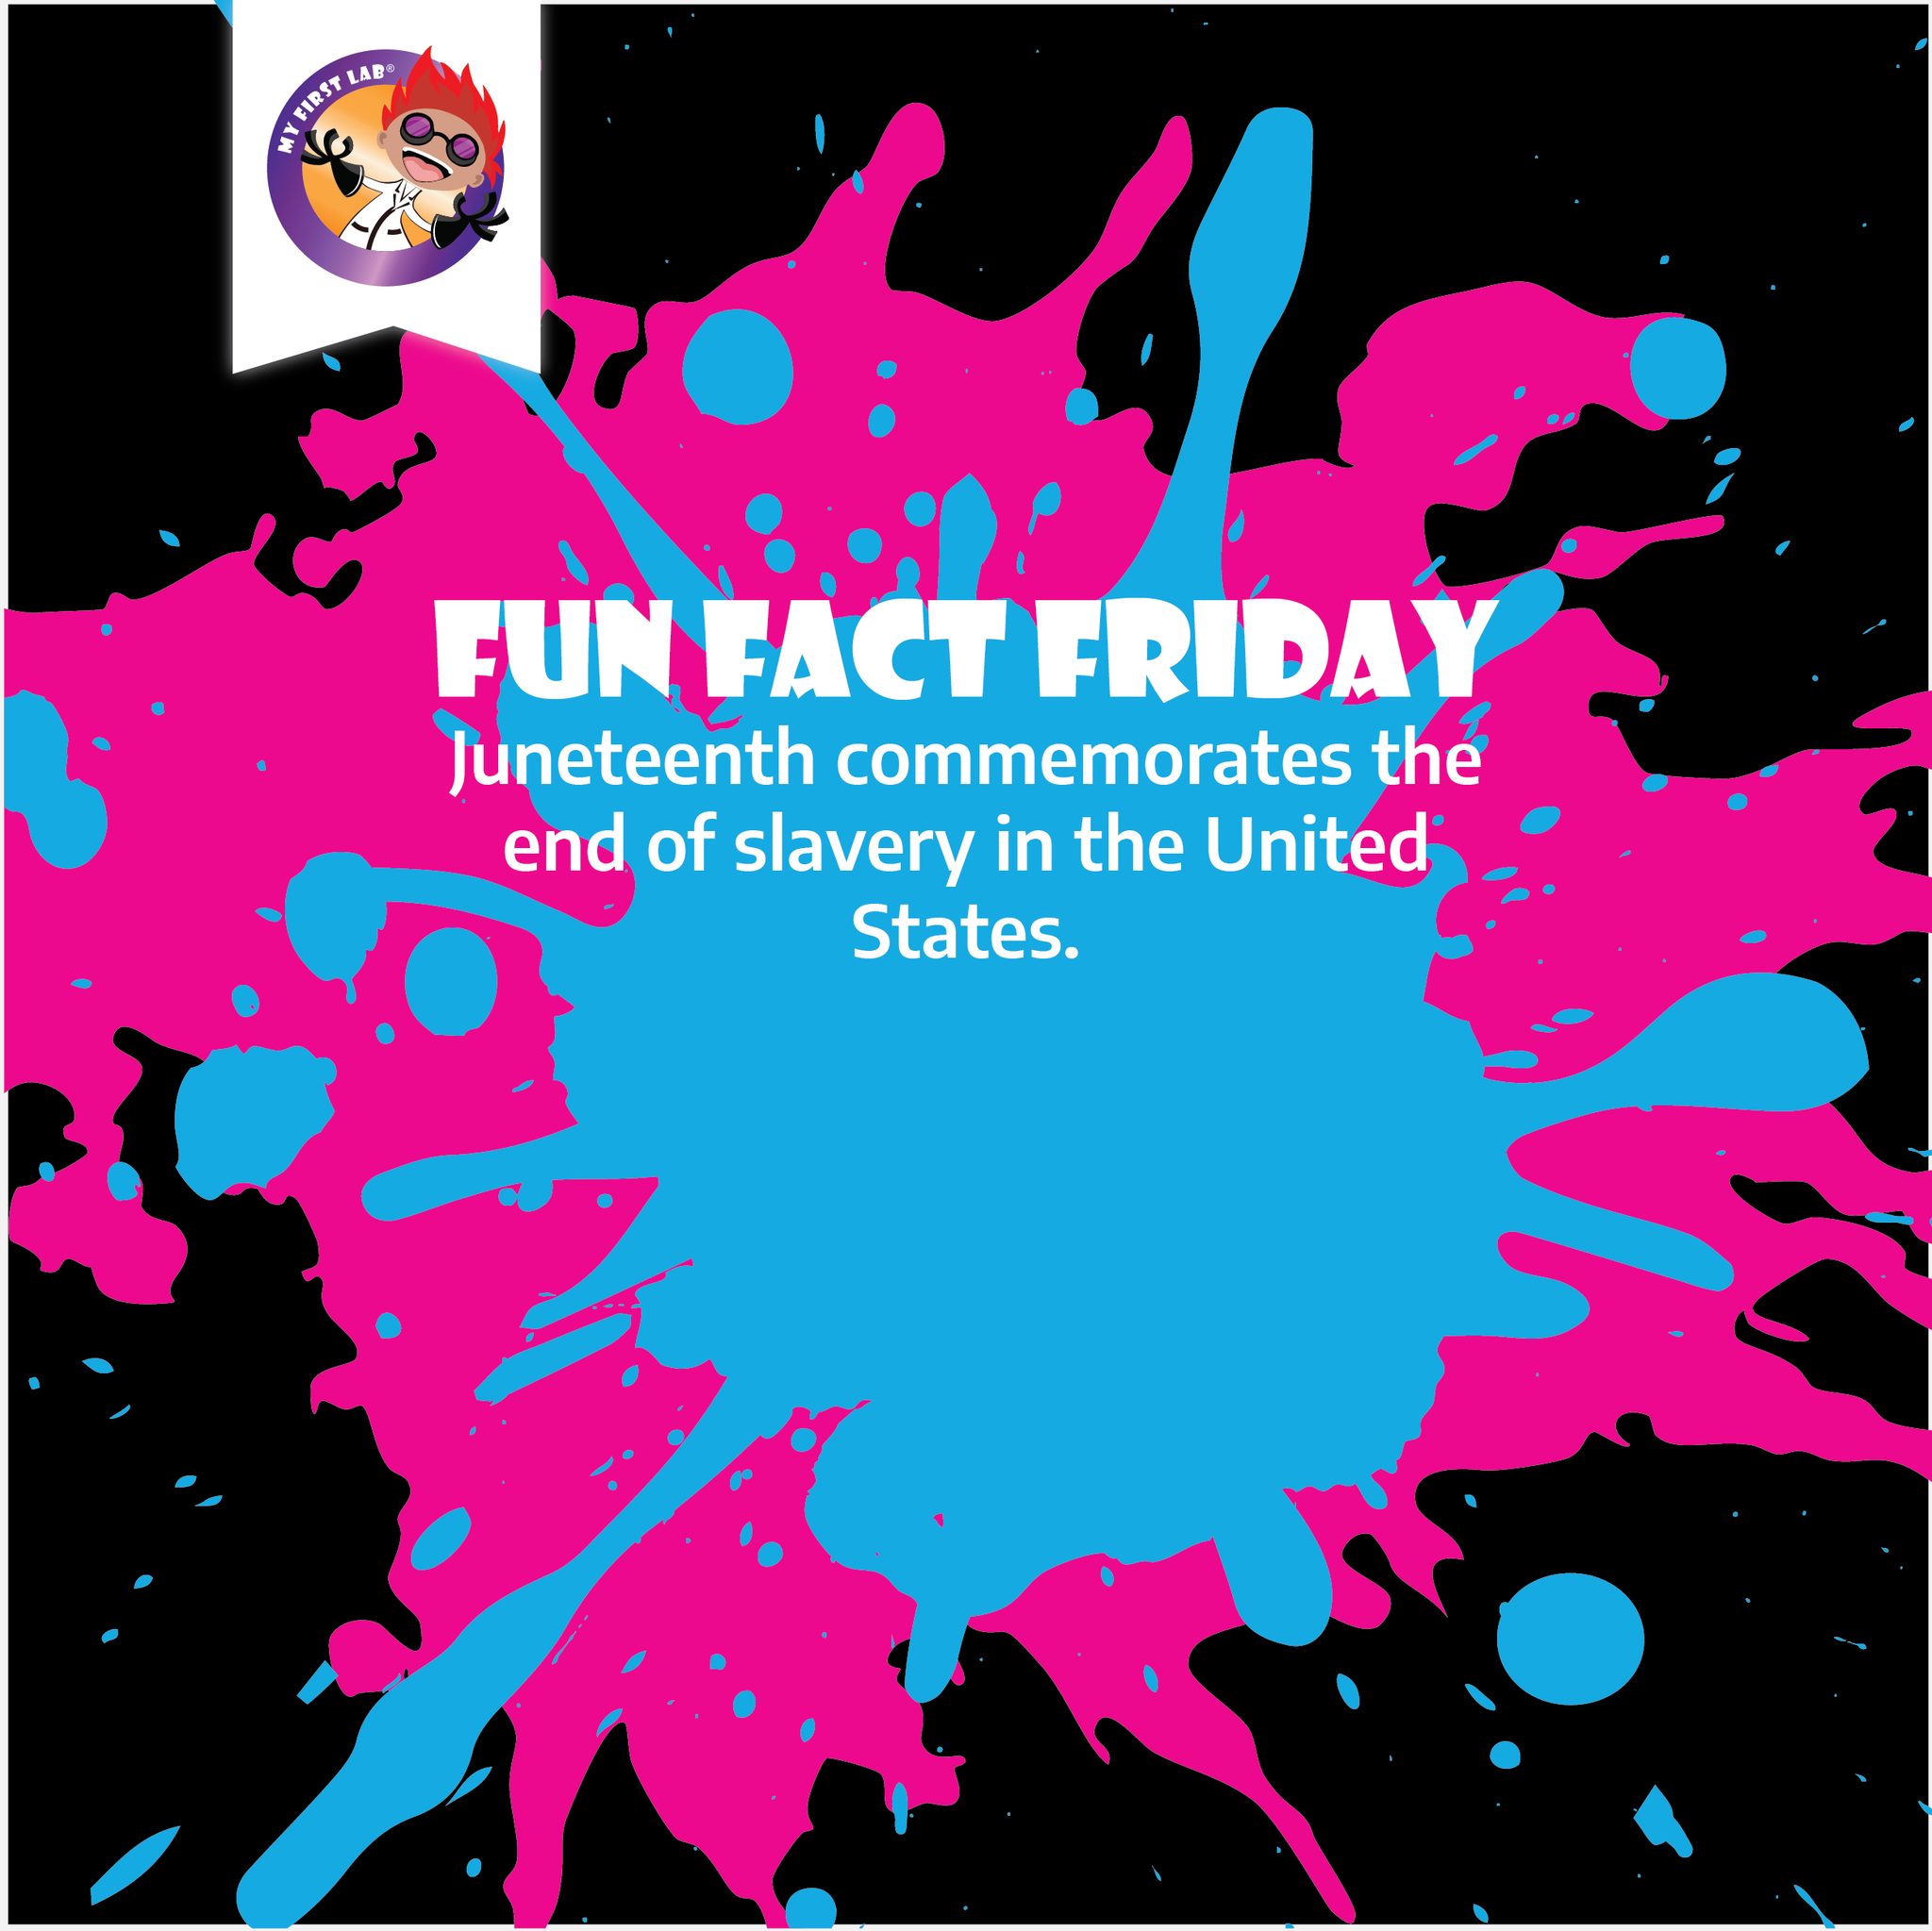 MY FIRST LAB®
FUN FACT FRIDAY
Juneteenth commemorates the
end of slavery in the United
States.